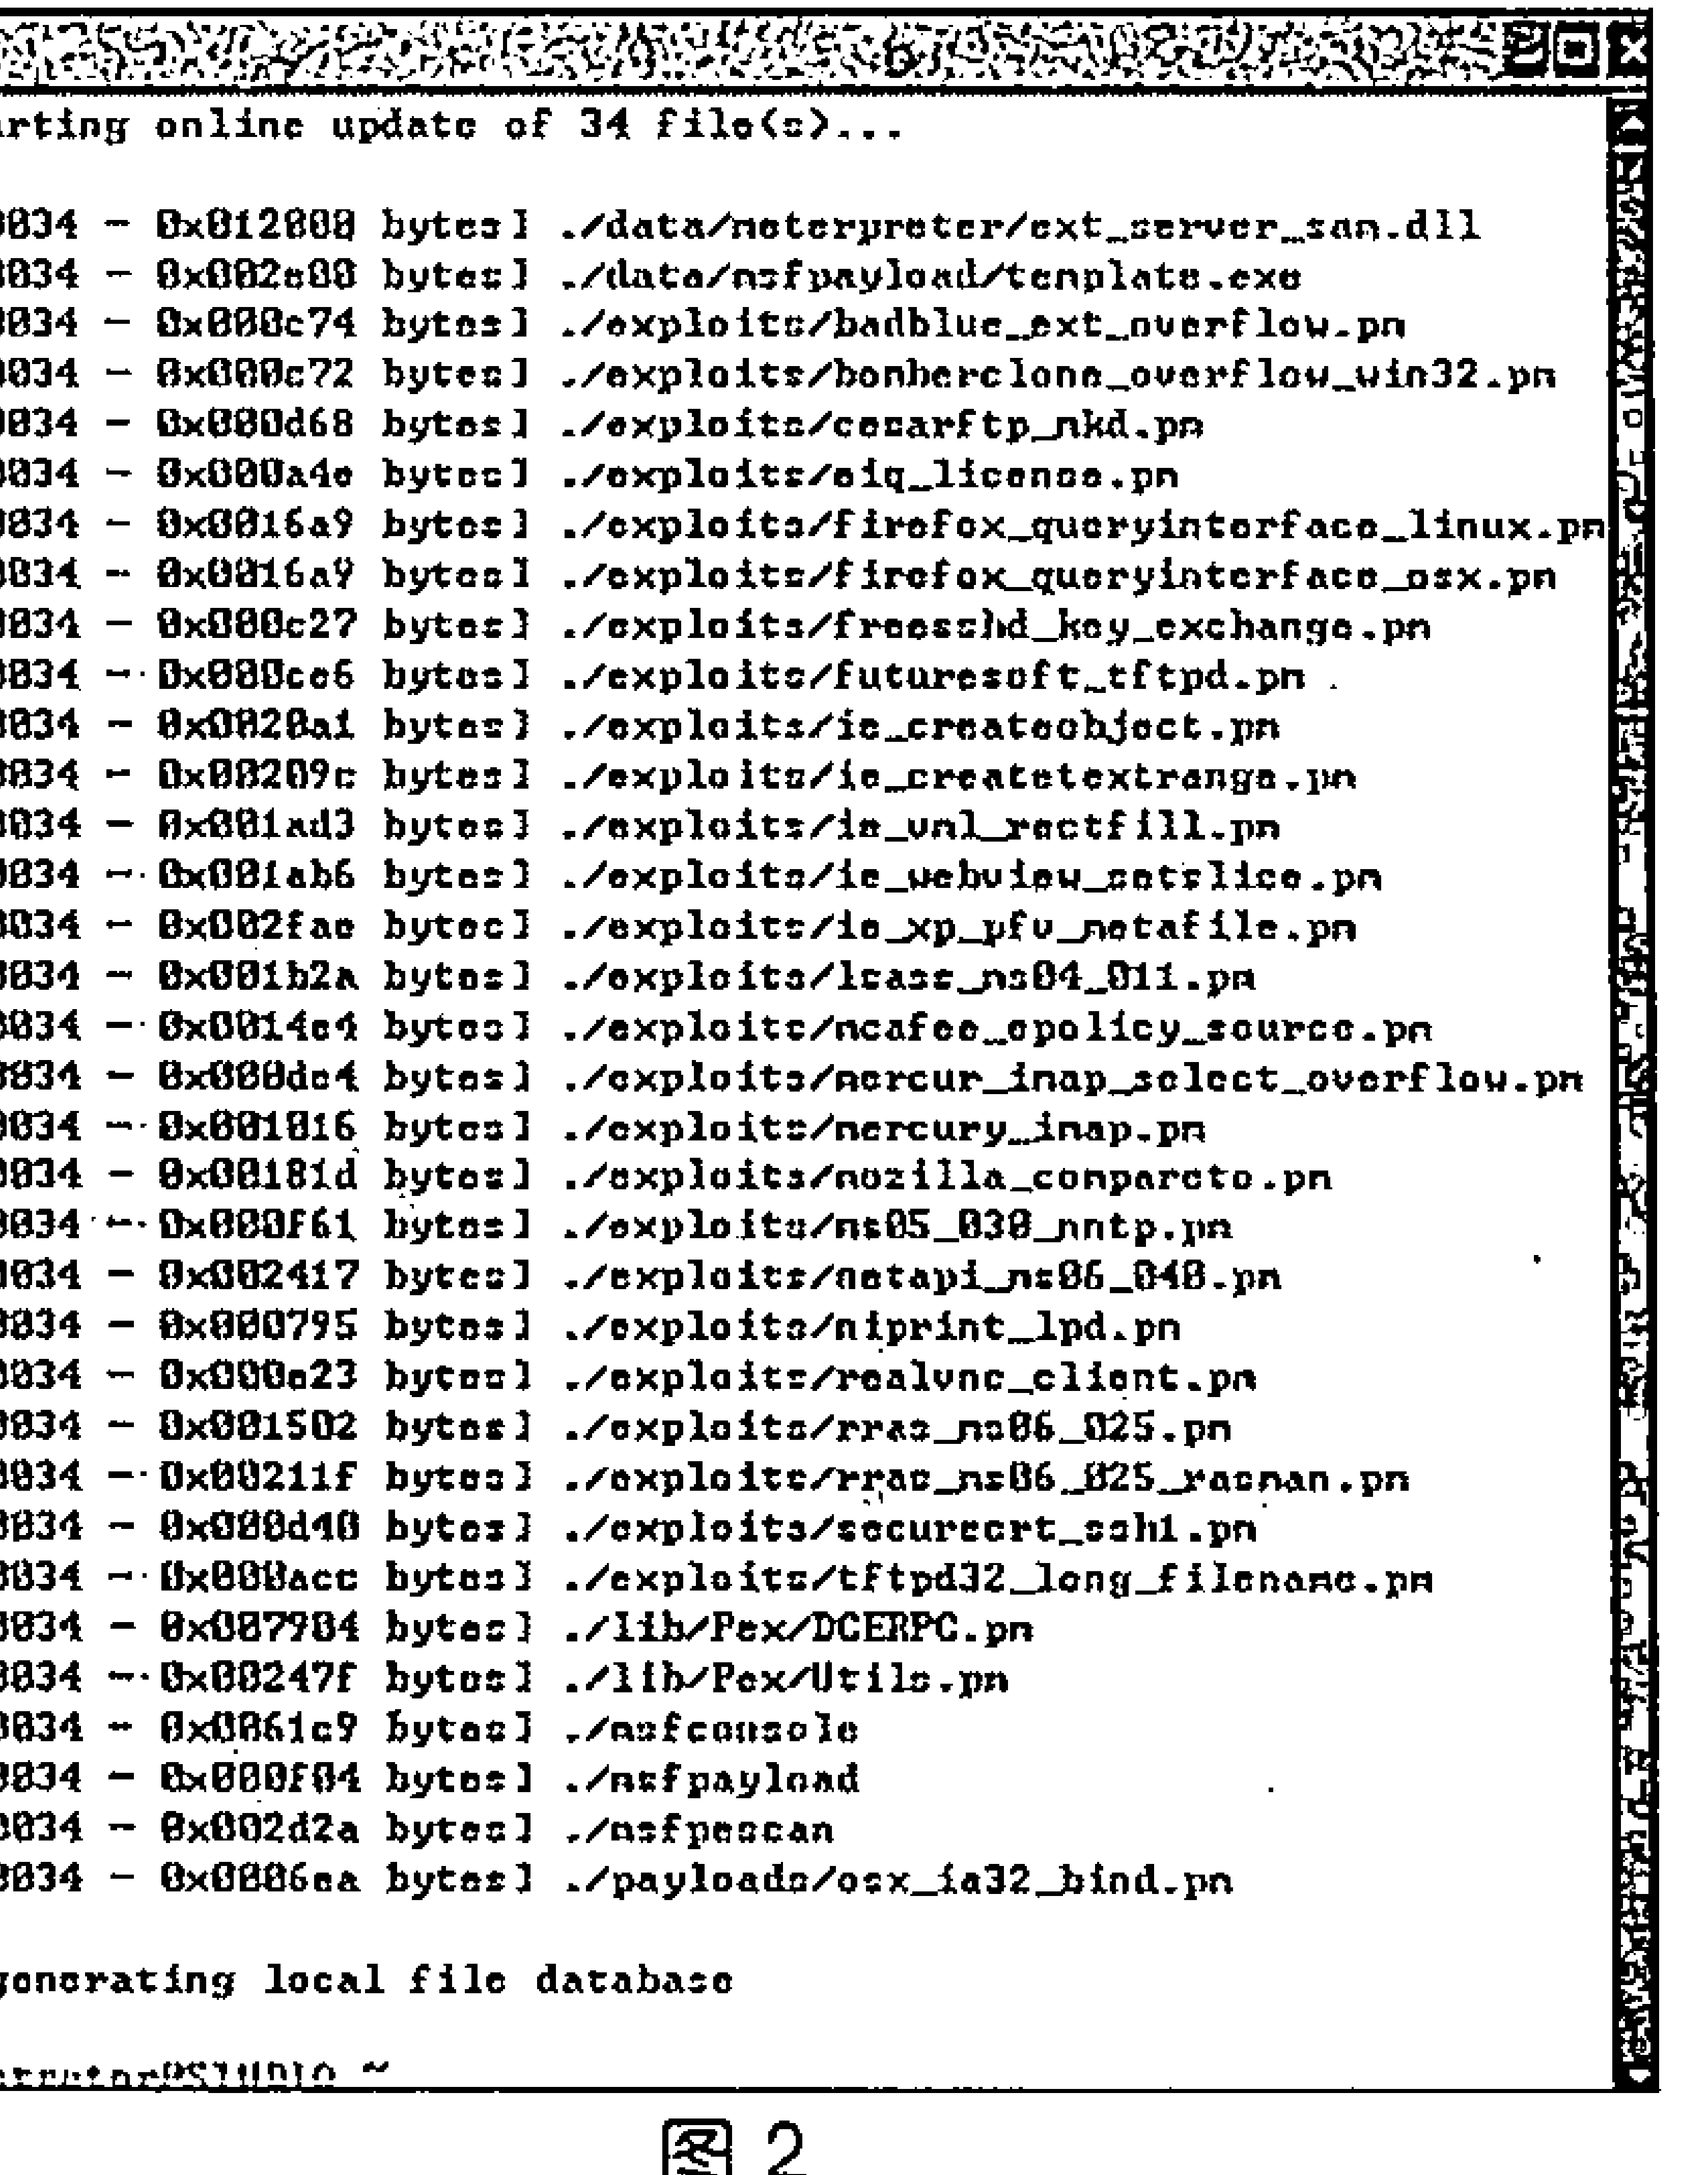 arting online update of 34 file(s)...
0034 - 0x012000 bytes] ./data/meterpreter/ext_server_sam.dll
0034 - 0x002e00 bytes] ./data/msfpayload/template.exe
0034 - 0x000c74 bytes] ./exploits/badblue_ext_overflow.pm
0034 - 0x000c72 bytes] ./exploits/bomberclone_overflow_win32.pm
0034 - 0x000d68 bytes] ./exploits/cesarftp_mkd.pm
0034 - 0x000a4e bytes] ./exploits/eiq_license.pm
0034 - 0x0016a9 bytes] ./exploits/firefox_queryinterface_linux.pm
0034 - 0x0016a9 bytes] ./exploits/firefox_queryinterface_osx.pm
0034 - 0x000c27 bytes] ./exploits/freesshd_key_exchange.pm
0034 - 0x000ce6 bytes] ./exploits/futuresoft_tftpd.pm
0034 - 0x0020a1 bytes] ./exploits/ie_createobject.pm
0034 - 0x00209c bytes] ./exploits/ie_createtextrange.pm
0034 - 0x001ad3 bytes] ./exploits/ie_vml_rectfill.pm
0034 - 0x001ab6 bytes] ./exploits/ie_webview_setslice.pm
0034 - 0x002fae bytes] ./exploits/ie_xp_pfv_metafile.pm
0034 - 0x001b2a bytes] ./exploits/lsass_ms04_011.pm
0034 - 0x0014e4 bytes] ./exploits/mcafee_epolicy_source.pm
0034 - 0x000de4 bytes] ./exploits/mercur_imap_select_overflow.pm
0034 - 0x001016 bytes] ./exploits/mercury_imap.pm
0034 - 0x00181d bytes] ./exploits/mozilla_compareto.pm
0034 - 0x000f61 bytes] ./exploits/ms05_030_nntp.pm
0034 - 0x002417 bytes] ./exploits/netapi_ms06_040.pm
0034 - 0x000795 bytes] ./exploits/niprint_lpd.pm
0034 - 0x000e23 bytes] ./exploits/realvnc_client.pm
0034 - 0x001502 bytes] ./exploits/rras_ms06_025.pm
0034 - 0x00211f bytes] ./exploits/rras_ms06_025_rasman.pm
0034 - 0x000d40 bytes] ./exploits/securecrt_ssh1.pm
0034 - 0x000acc bytes] ./exploits/tftpd32_long_filename.pm
0034 - 0x007904 bytes] ./lib/Pex/DCERPC.pm
0034 - 0x00247f bytes] ./lib/Pex/Utils.pm
0034 - 0x0061c9 bytes] ./msfconsole
0034 - 0x000f04 bytes] ./msfpayload
0034 - 0x002d2a bytes] ./msfpescan
0034 - 0x0006ea bytes] ./payloads/osx_ia32_bind.pm
generating local file database
strator@STUDIO ~
图 2